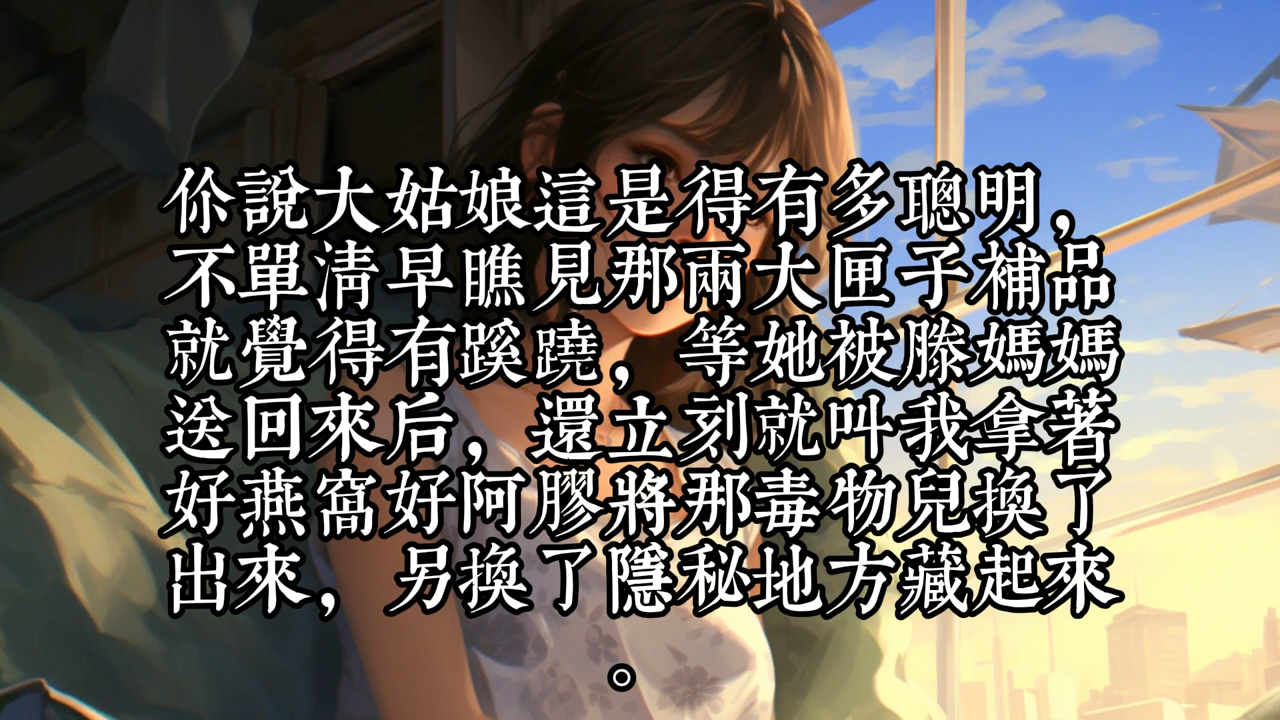 你說大姑娘這是得有多聰明，
不單清早瞧見那兩大匣子補品
就覺得有蹊蹺，等她被滕媽媽
送回來后，還立刻就叫我拿著
好燕窩好阿膠將那毒物兒換了
出來，另換了隱秘地方藏起來
。